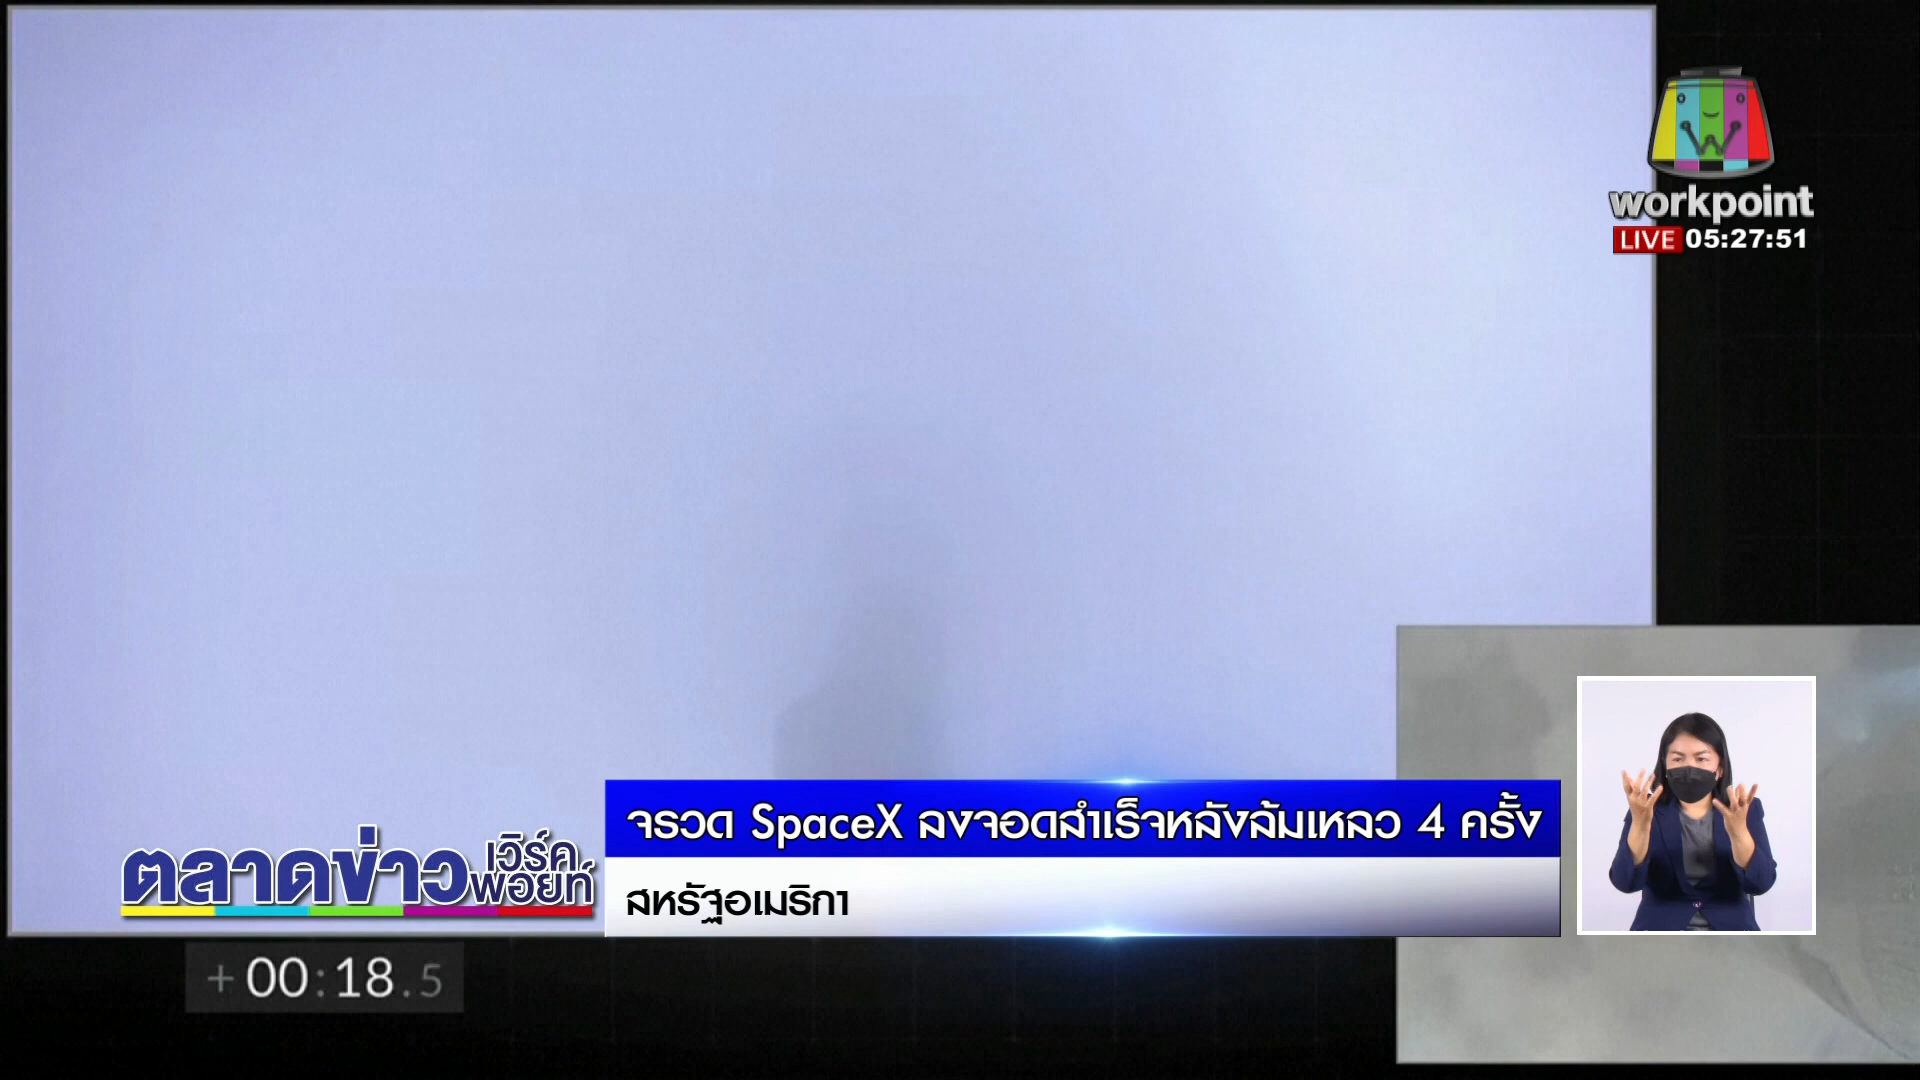 workpoint
LIVE 05:27:51
จรวด SpaceX ลงจอดสำเร็จหลังล้มเหลว 4 ครั้ง
ตลาดข่าว เวิร์คพอยท์
สหรัฐอเมริกา
+00:18.5